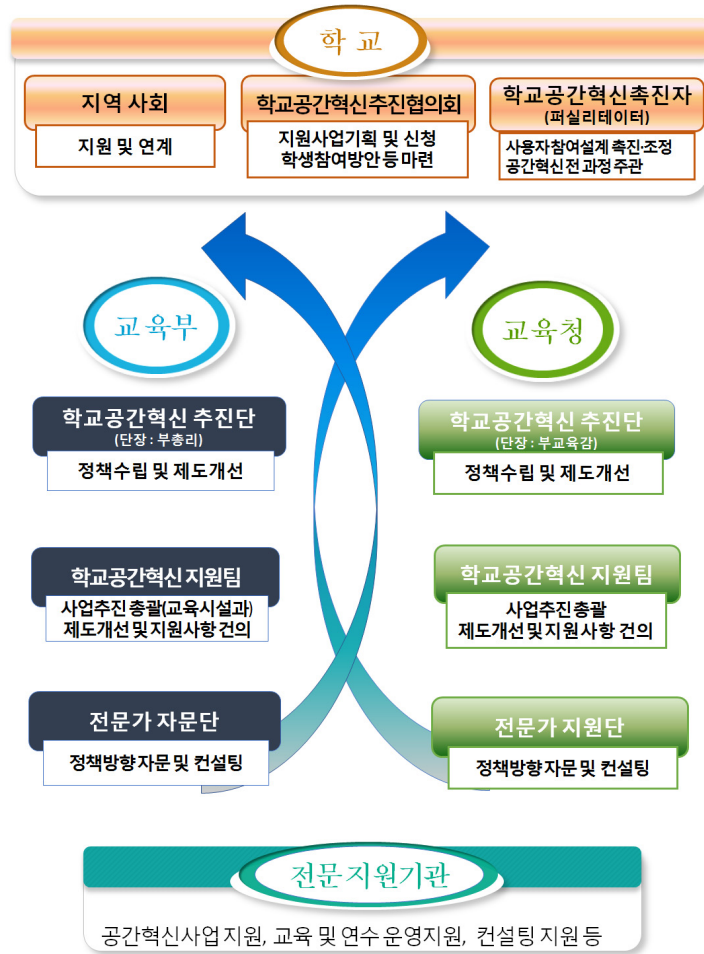 학 교
지역 사회
지원 및 연계
학교공간혁신추진협의회
지원사업기획 및 신청
학생참여방안 등 마련
학교공간혁신촉진자
(퍼실리테이터)
사용자 참여설계 촉진·조정
공간혁신 전 과정 주관
교육부
학교공간혁신 추진단
(단장 : 부총리)
정책수립 및 제도개선
학교공간혁신 지원팀
사업추진 총괄(교육시설과)
제도개선 및 지원사항 건의
전문가 자문단
정책방향 자문 및 컨설팅
교육청
학교공간혁신 추진단
(단장 : 부교육감)
정책수립 및 제도개선
학교공간혁신 지원팀
사업추진 총괄
제도개선 및 지원사항 건의
전문가 지원단
정책방향 자문 및 컨설팅
전문 지원기관
공간혁신사업 지원, 교육 및 연수 운영지원, 컨설팅 지원 등